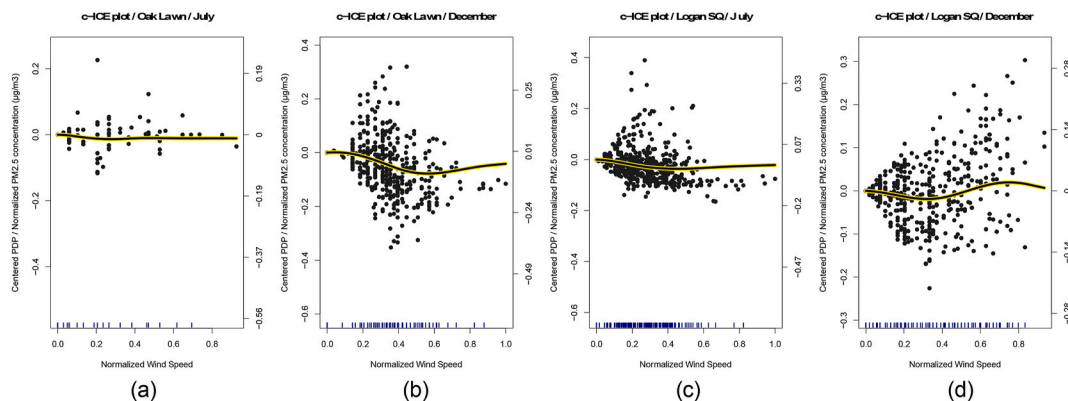 c-ICE plot / Oak Lawn / July
Centered PDP / Normalized PM2.5 concentration (μg/m3)
0.2
0.0
-0.2
-0.4
0.19
0
-0.19
-0.37
-0.56
0.0 0.2 0.4 0.6 0.8
Normalized Wind Speed
(a)
c-ICE plot / Oak Lawn / December
Centered PDP / Normalized PM2.5 concentration (μg/m3)
0.4
0.2
0.0
-0.2
-0.4
-0.6
0.25
0.01
-0.24
-0.49
0.0 0.2 0.4 0.6 0.8 1.0
Normalized Wind Speed
(b)
c-ICE plot / Logan SQ / July
Centered PDP / Normalized PM2.5 concentration (μg/m3)
0.4
0.2
0.0
-0.2
-0.4
-0.6
0.33
0.07
-0.2
-0.47
0.0 0.2 0.4 0.6 0.8 1.0
Normalized Wind Speed
(c)
c-ICE plot / Logan SQ / December
Centered PDP / Normalized PM2.5 concentration (μg/m3)
0.3
0.2
0.1
0.0
-0.1
-0.2
-0.3
0.28
0.14
0
-0.14
-0.28
0.0 0.2 0.4 0.6 0.8
Normalized Wind Speed
(d)